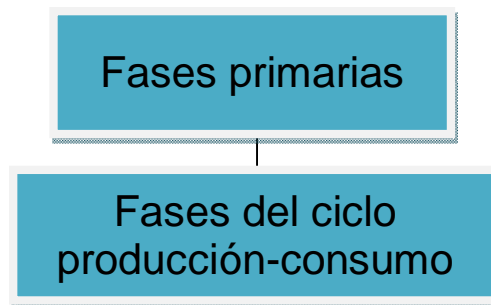 Fases primarias
Fases del ciclo
producción-consumo